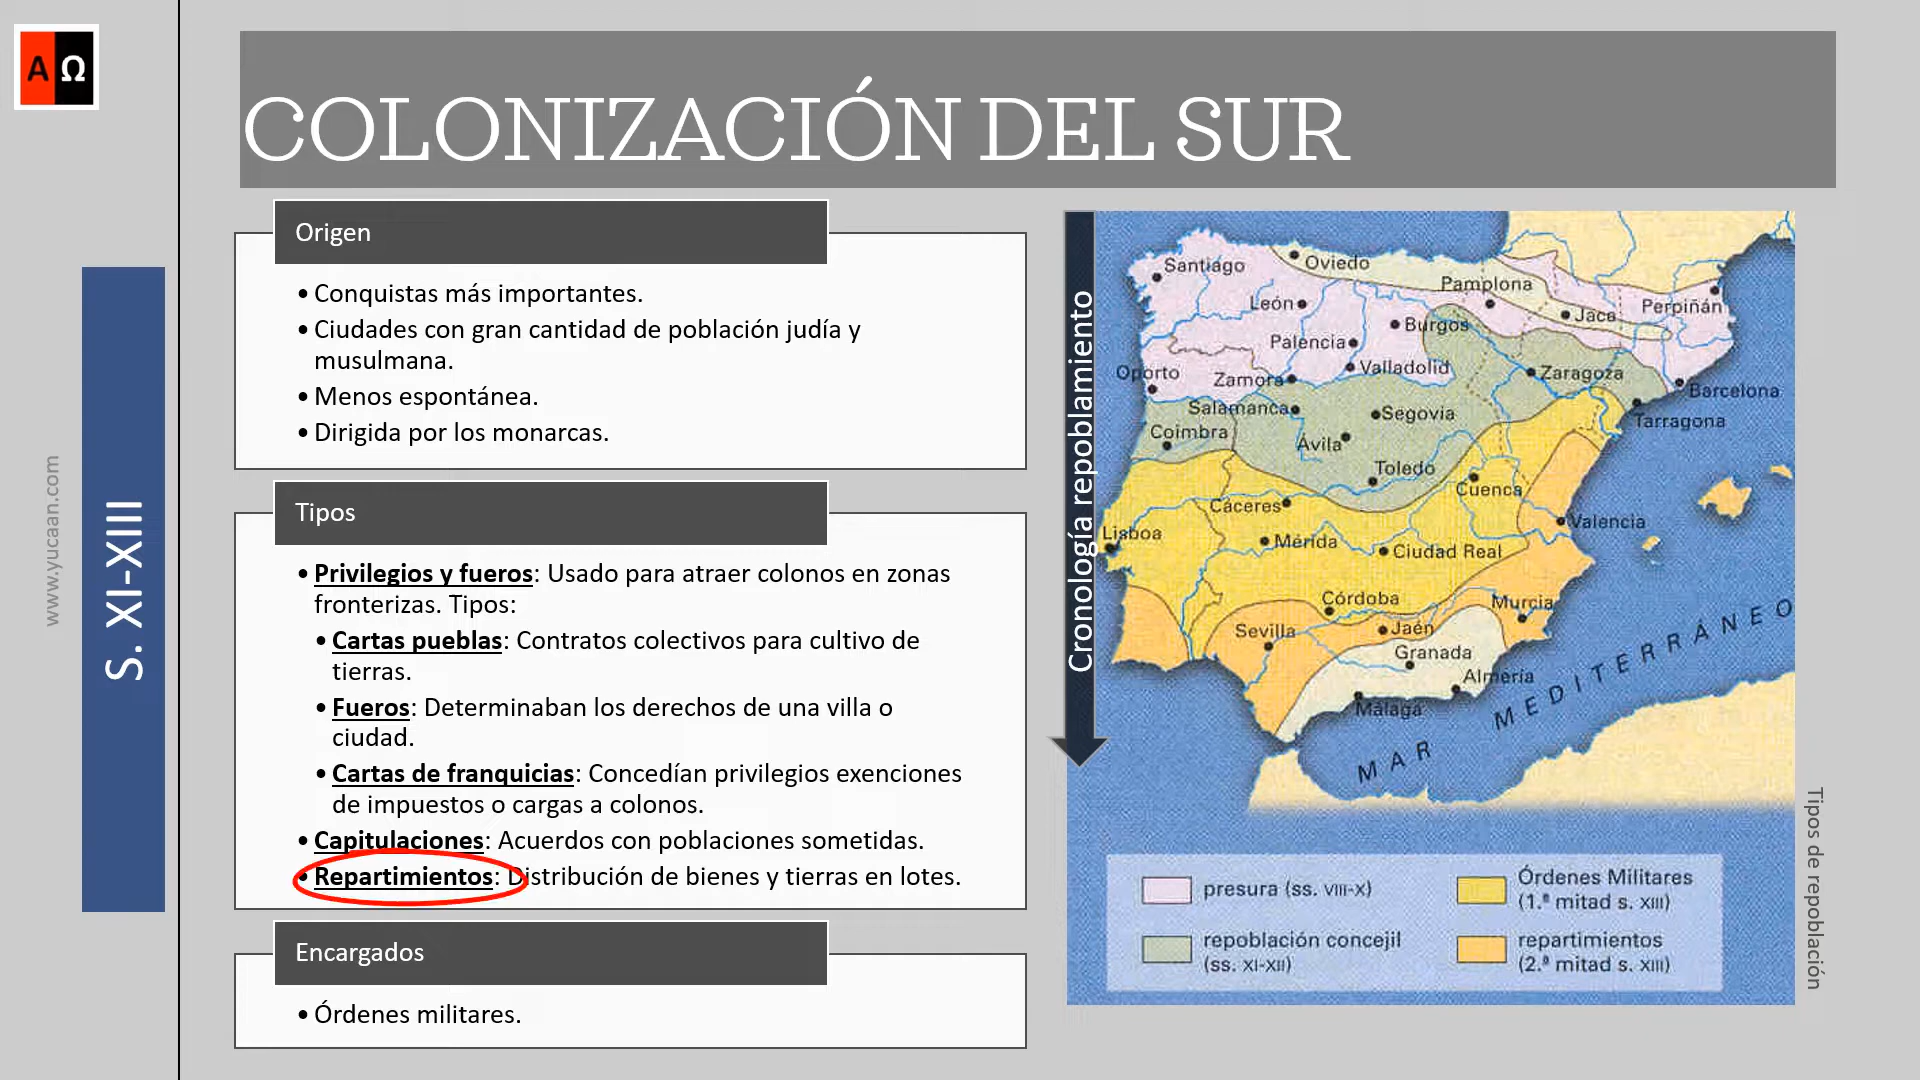 A Ω
COLONIZACIÓN DEL SUR
www.yucaan.com
S. XI-XIII
Origen
• Conquistas más importantes.
• Ciudades con gran cantidad de población judía y
musulmana.
• Menos espontánea.
• Dirigida por los monarcas.
Tipos
• Privilegios y fueros: Usado para atraer colonos en zonas
fronterizas. Tipos:
• Cartas pueblas: Contratos colectivos para cultivo de
tierras.
• Fueros: Determinaban los derechos de una villa o
ciudad.
• Cartas de franquicias: Concedían privilegios exenciones
de impuestos o cargas a colonos.
• Capitulaciones: Acuerdos con poblaciones sometidas.
• Repartimientos: Distribución de bienes y tierras en lotes.
Encargados
• Órdenes militares.
Cronología repoblamiento
Santiago
Oviedo
Pamplona
León
Jaca
Perpiñán
Burgos
Palencia
Valladolid
Oporto
Zamora
Zaragoza
Barcelona
Salamanca
Segovia
Tarragona
Coimbra
Ávila
Toledo
Cuenca
Cáceres
Valencia
Lisboa
Mérida
Ciudad Real
Córdoba
Murcia
Sevilla
Jaén
Granada
Almería
Málaga
MAR MEDITERRÁNEO
presura (ss. VIII-X)
Órdenes Militares
(1.ª mitad s. XIII)
repoblación concejil
(ss. XI-XII)
repartimientos
(2.ª mitad s. XIII)
Tipos de repoblación